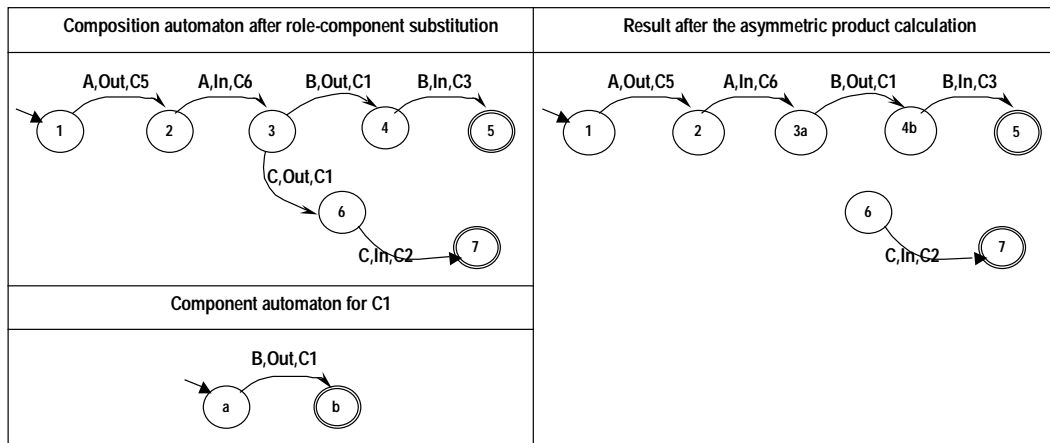 Composition automaton after role-component substitution
A,Out,C5 A,In,C6 B,Out,C1 B,In,C3
1 2 3 4 5
C,Out,C1
6
7
C,In,C2
Component automaton for C1
B,Out,C1
a b
Result after the asymmetric product calculation
A,Out,C5 A,In,C6 B,Out,C1 B,In,C3
1 2 3a 4b 5
6
7
C,In,C2